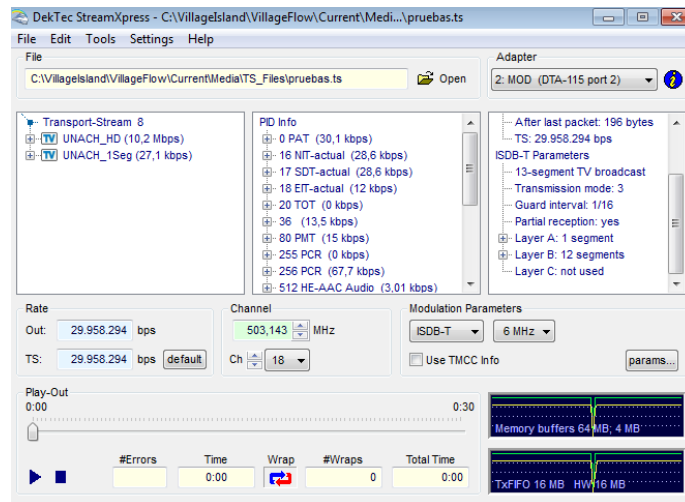 DekTec StreamXpress - C:\VillageIsland\VillageFlow\Current\Medi...\pruebas.ts
File Edit Tools Settings Help
File
C:\VillageIsland\VillageFlow\Current\Media\TS_Files\pruebas.ts
Open
Adapter
2: MOD (DTA-115 port 2)
Transport-Stream 8
TV UNACH_HD (10,2 Mbps)
TV UNACH_1Seg (27,1 kbps)
PID Info
0 PAT (30,1 kbps)
16 NIT-actual (28,6 kbps)
17 SDT-actual (28,6 kbps)
18 EIT-actual (12 kbps)
20 TOT (0 kbps)
36 (13,5 kbps)
80 PMT (15 kbps)
255 PCR (0 kbps)
256 PCR (67,7 kbps)
512 HE-AAC Audio (3,01 kbps)
After last packet: 196 bytes
TS: 29.958.294 bps
ISDB-T Parameters
13-segment TV broadcast
Transmission mode: 3
Guard interval: 1/16
Partial reception: yes
Layer A: 1 segment
Layer B: 12 segments
Layer C: not used
Rate
Out: 29.958.294 bps
TS: 29.958.294 bps default
Channel
503,143 MHz
Ch 18
Modulation Parameters
ISDB-T 6 MHz
Use TMCC Info params...
Play-Out
0:00 0:30
#Errors Time Wrap #Wraps Total Time
0:00 0 0:00
Memory buffers 64 MB; 4 MB
TxFIFO 16 MB HW 16 MB